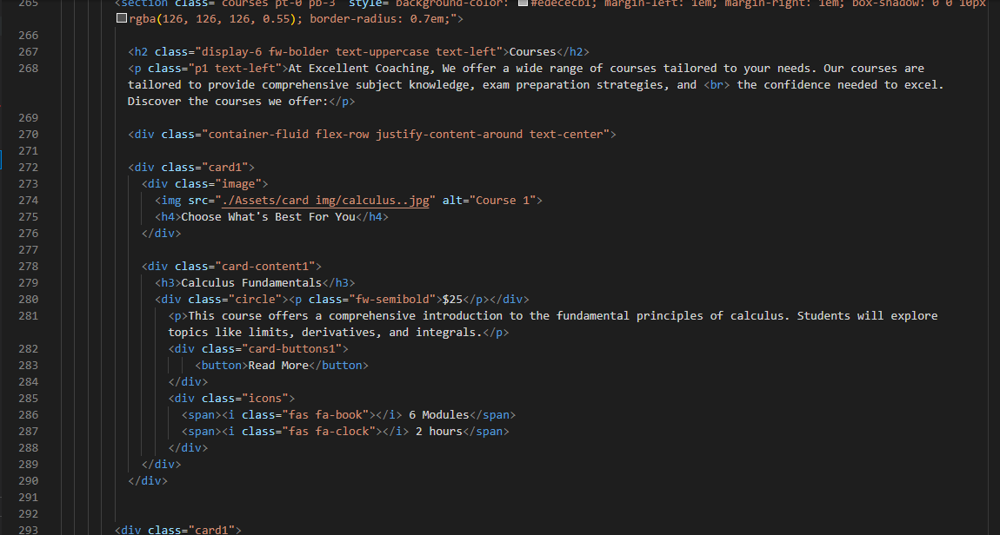 265 <section class="courses pt-0 pb-3" style="background-color: #edececb1; margin-left: 1em; margin-right: 1em; box-shadow: 0 0 10px
rgba(126, 126, 126, 0.55); border-radius: 0.7em;">
266
267 <h2 class="display-6 fw-bolder text-uppercase text-left">Courses</h2>
268 <p class="p1 text-left">At Excellent Coaching, We offer a wide range of courses tailored to your needs. Our courses are
tailored to provide comprehensive subject knowledge, exam preparation strategies, and <br> the confidence needed to excel.
Discover the courses we offer:</p>
269
270 <div class="container-fluid flex-row justify-content-around text-center">
271
272 <div class="card1">
273 <div class="image">
274 <img src="./Assets/card img/calculus..jpg" alt="Course 1">
275 <h4>Choose What's Best For You</h4>
276 </div>
277
278 <div class="card-content1">
279 <h3>Calculus Fundamentals</h3>
280 <div class="circle"><p class="fw-semibold">$25</p></div>
281 <p>This course offers a comprehensive introduction to the fundamental principles of calculus. Students will explore
topics like limits, derivatives, and integrals.</p>
282 <div class="card-buttons1">
283 <button>Read More</button>
284 </div>
285 <div class="icons">
286 <span><i class="fas fa-book"></i> 6 Modules</span>
287 <span><i class="fas fa-clock"></i> 2 hours</span>
288 </div>
289 </div>
290 </div>
291
292
293 <div class="card1">